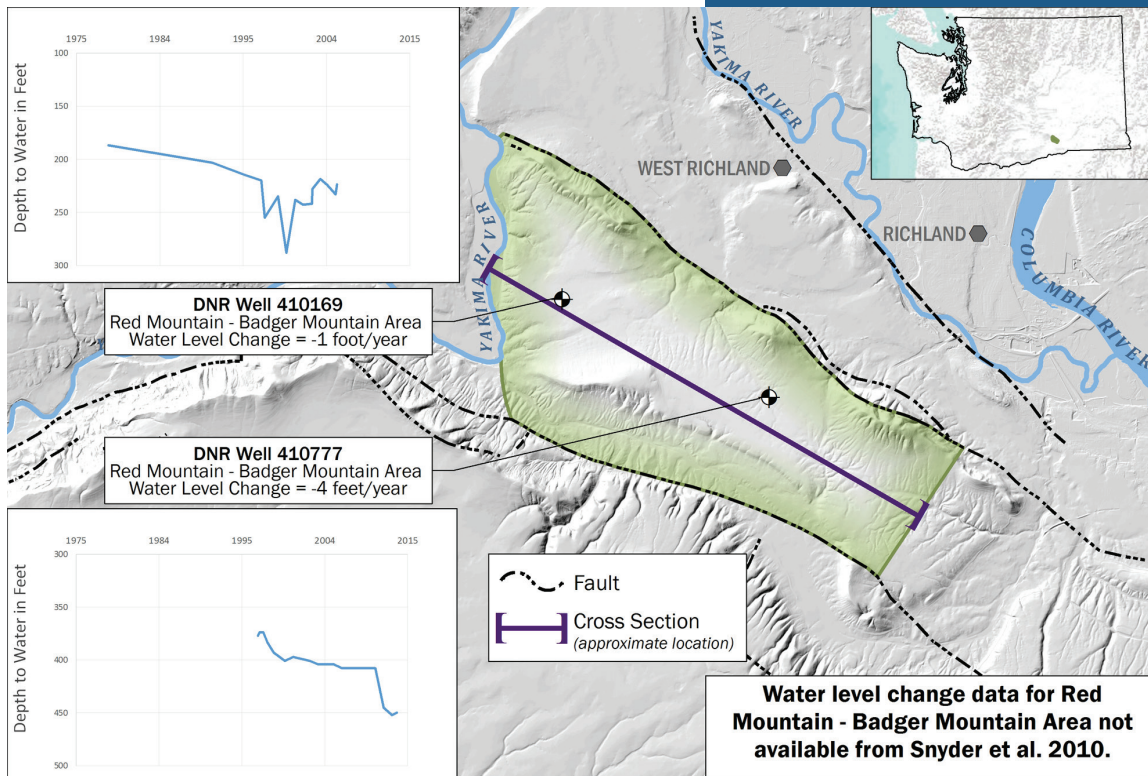 1975 1984 1995 2005 2015
100
150
200
250
300
Depth to Water in Feet
DNR Well 410169
Red Mountain - Badger Mountain Area
Water Level Change = -1 foot/year
DNR Well 410777
Red Mountain - Badger Mountain Area
Water Level Change = -4 feet/year
1975 1984 1995 2005 2015
300
350
400
450
500
Depth to Water in Feet
YAKIMA RIVER
YAKIMA RIVER
WEST RICHLAND
RICHLAND
COLUMBIA RIVER
Fault
Cross Section
(approximate location)
Water level change data for Red
Mountain - Badger Mountain Area not
available from Snyder et al. 2010.